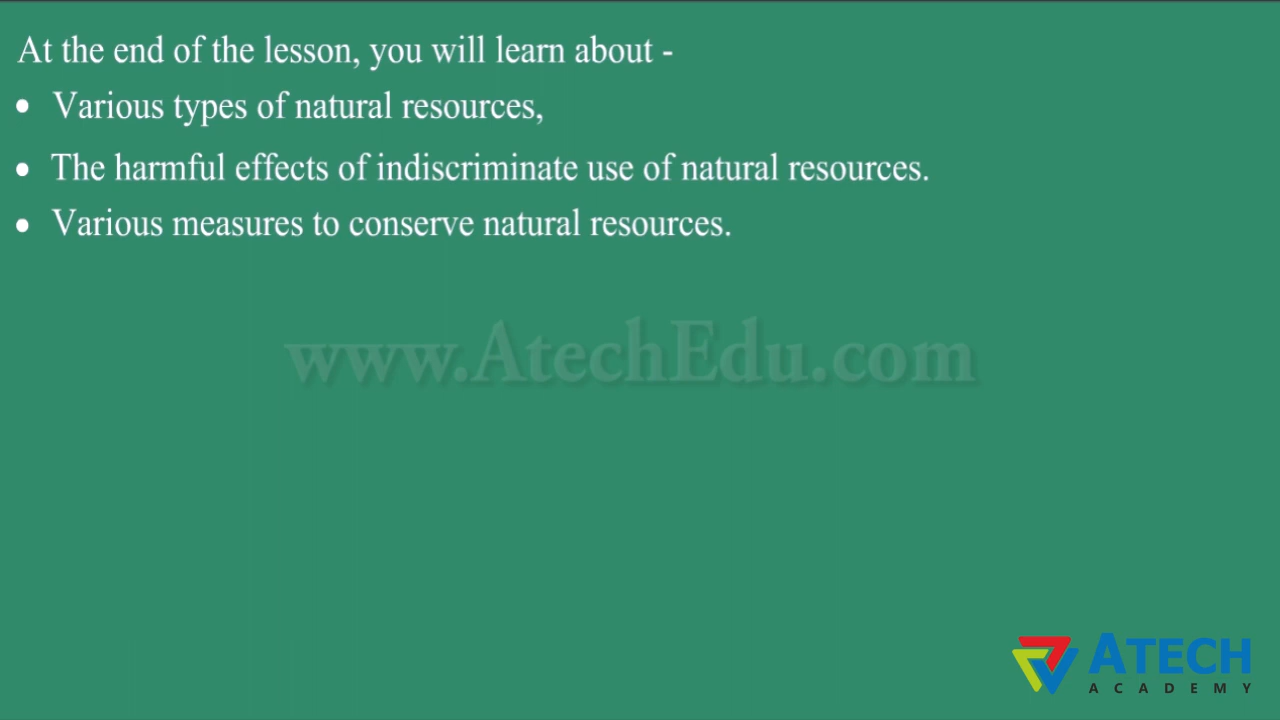 At the end of the lesson, you will learn about -
• Various types of natural resources,
• The harmful effects of indiscriminate use of natural resources.
• Various measures to conserve natural resources.
www.AtechEdu.com
ATECH
ACADEMY